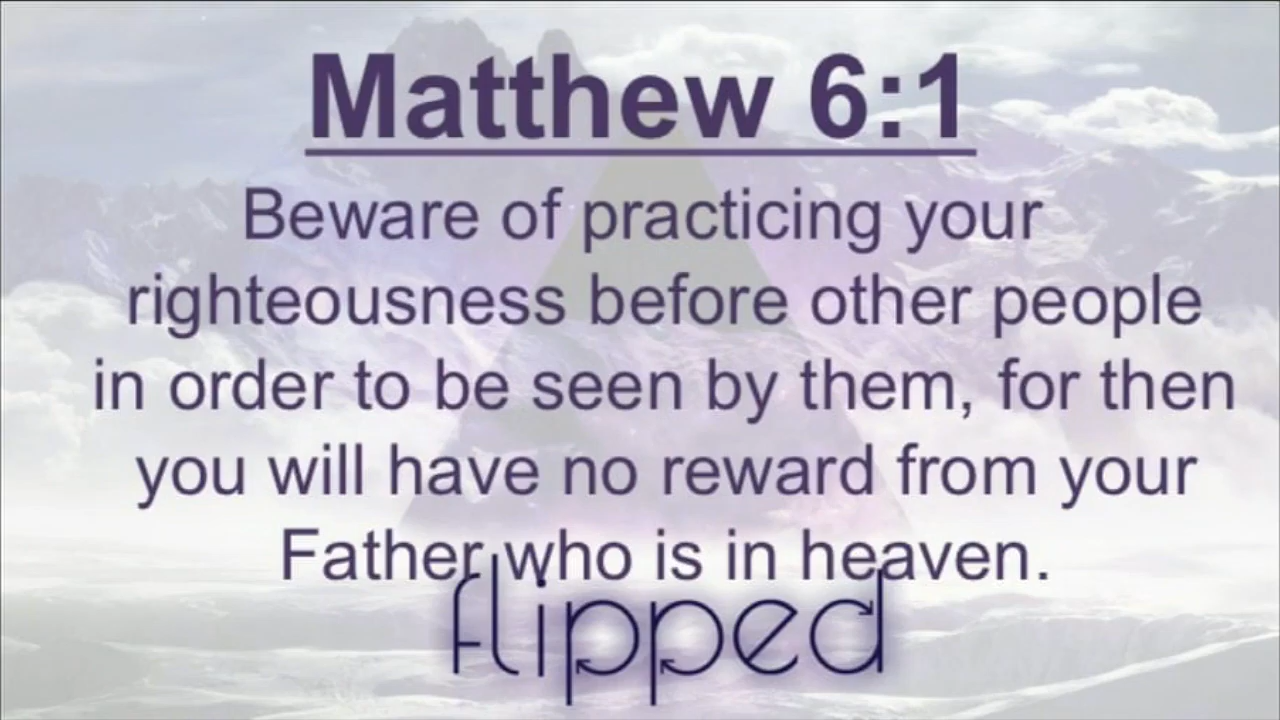 Matthew 6:1
Beware of practicing your
righteousness before other people
in order to be seen by them, for then
you will have no reward from your
Father who is in heaven.
flipped